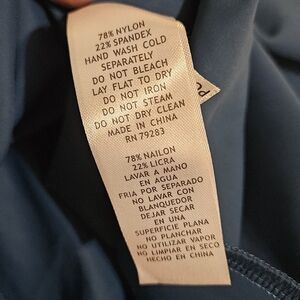 78% NYLON
22% SPANDEX
HAND WASH COLD
SEPARATELY
DO NOT BLEACH
LAY FLAT TO DRY
DO NOT IRON
DO NOT STEAM
DO NOT DRY CLEAN
MADE IN CHINA
RN 79283
78% NAILON
22% LICRA
LAVAR A MANO
EN AGUA
FRIA POR SEPARADO
NO LAVAR CON
BLANQUEDOR
DEJAR SECAR
EN UNA
SUPERFICIE PLANA
NO PLANCHAR
NO UTILIZAR VAPOR
NO LIMPIAR EN SECO
HECHO EN CHINA